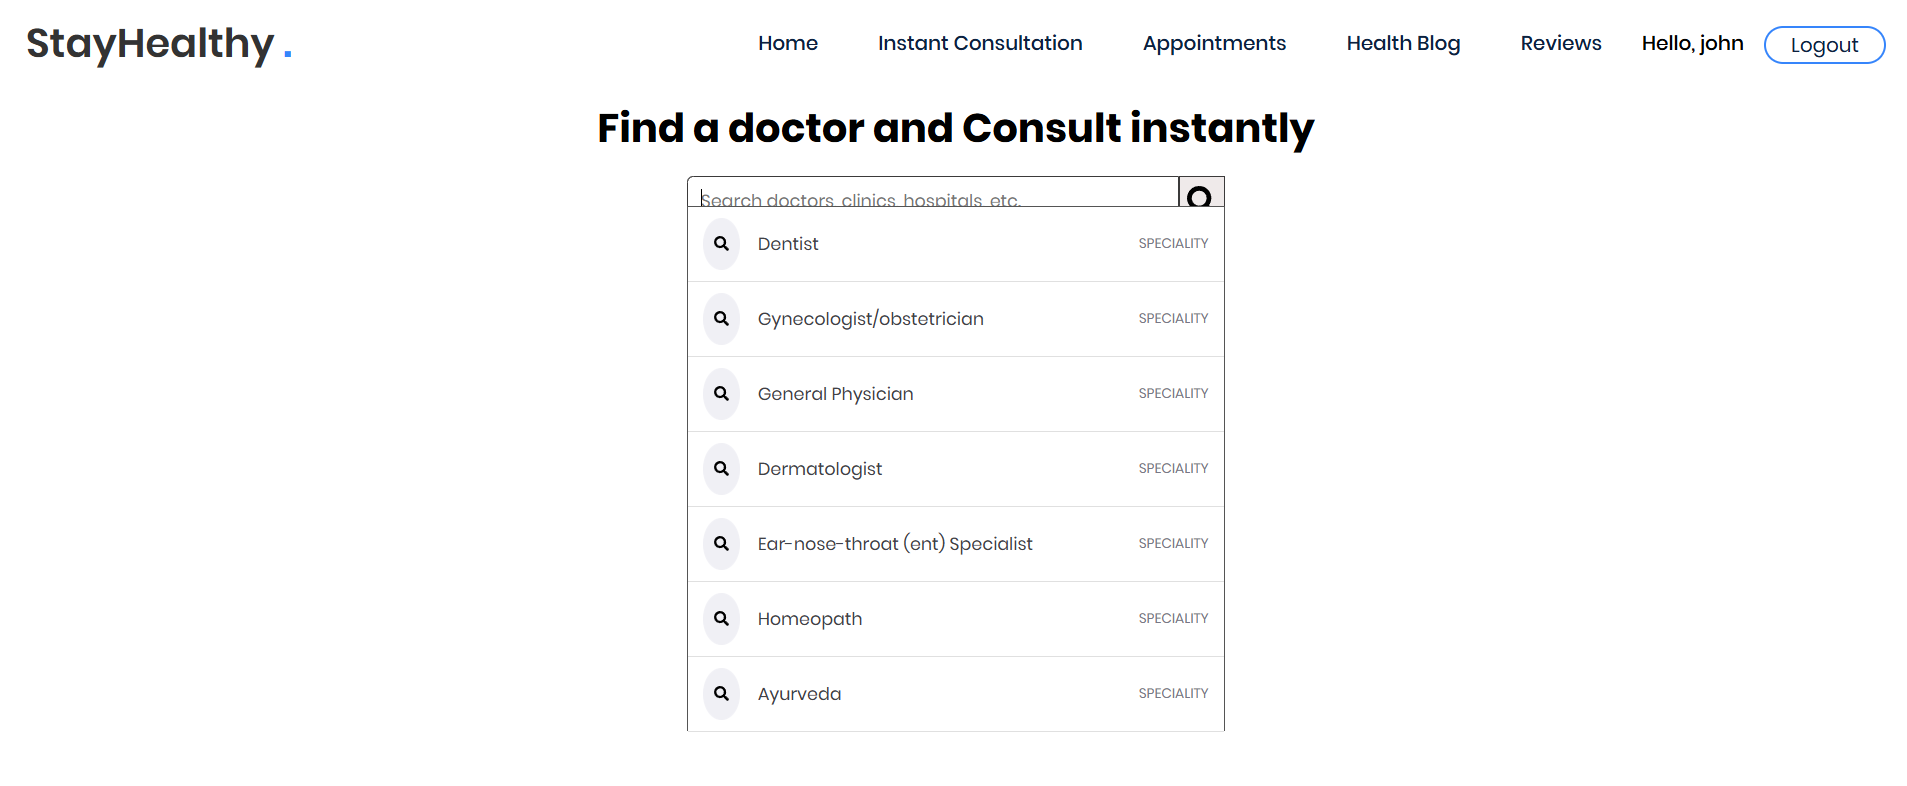 StayHealthy .
Home Instant Consultation Appointments Health Blog Reviews Hello, john Logout
Find a doctor and Consult instantly
Search doctors, clinics, hospitals, etc.
Dentist SPECIALITY
Gynecologist/obstetrician SPECIALITY
General Physician SPECIALITY
Dermatologist SPECIALITY
Ear-nose-throat (ent) Specialist SPECIALITY
Homeopath SPECIALITY
Ayurveda SPECIALITY